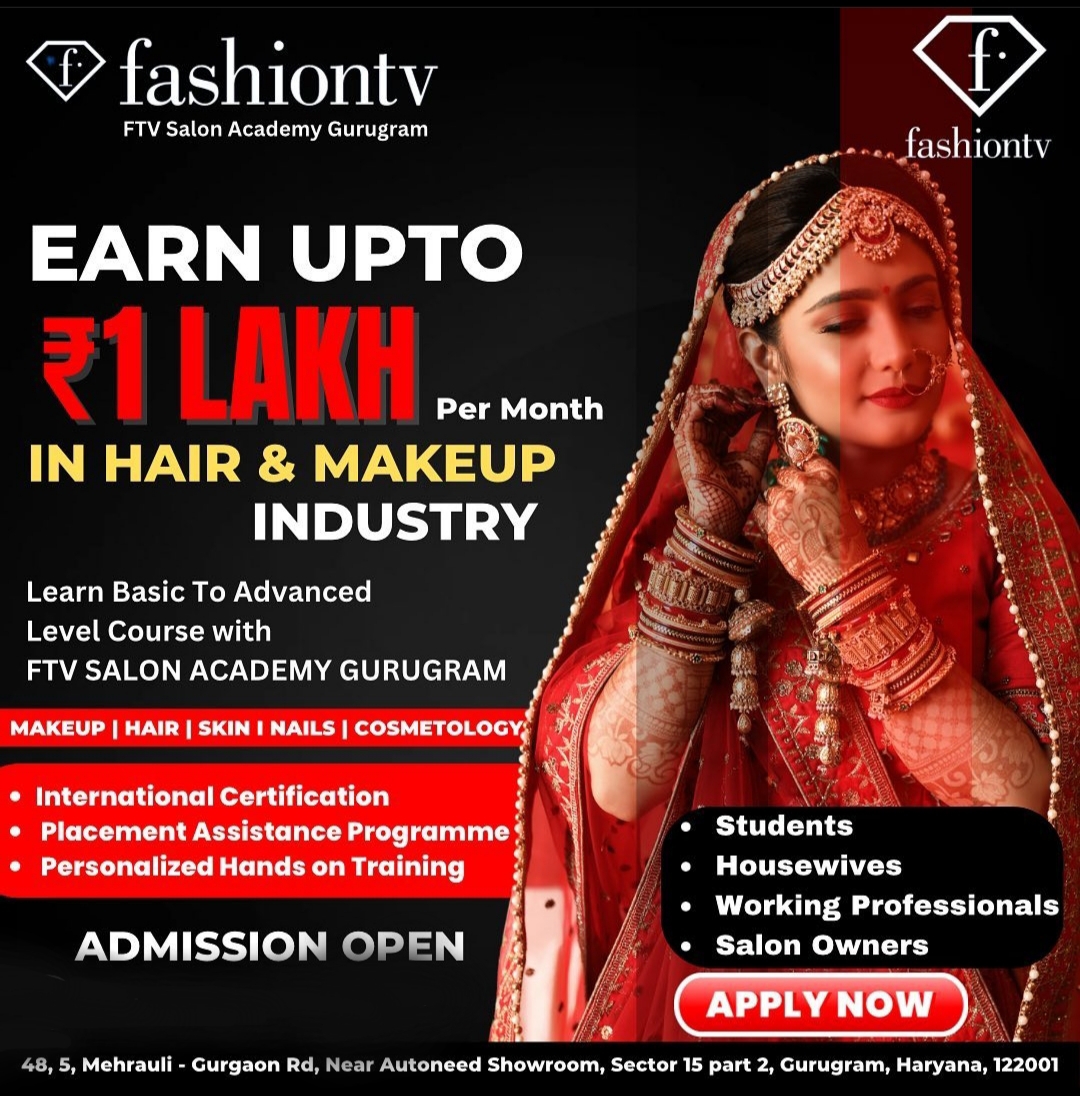 fashiontv
FTV Salon Academy Gurugram
fashiontv
EARN UPTO
₹1 LAKH
Per Month
IN HAIR & MAKEUP
INDUSTRY
Learn Basic To Advanced
Level Course with
FTV SALON ACADEMY GURUGRAM
MAKEUP | HAIR | SKIN I NAILS | COSMETOLOGY
• International Certification
• Placement Assistance Programme
• Personalized Hands on Training
ADMISSION OPEN
• Students
• Housewives
• Working Professionals
• Salon Owners
APPLY NOW
48, 5, Mehrauli - Gurgaon Rd, Near Autoneed Showroom, Sector 15 part 2, Gurugram, Haryana, 122001